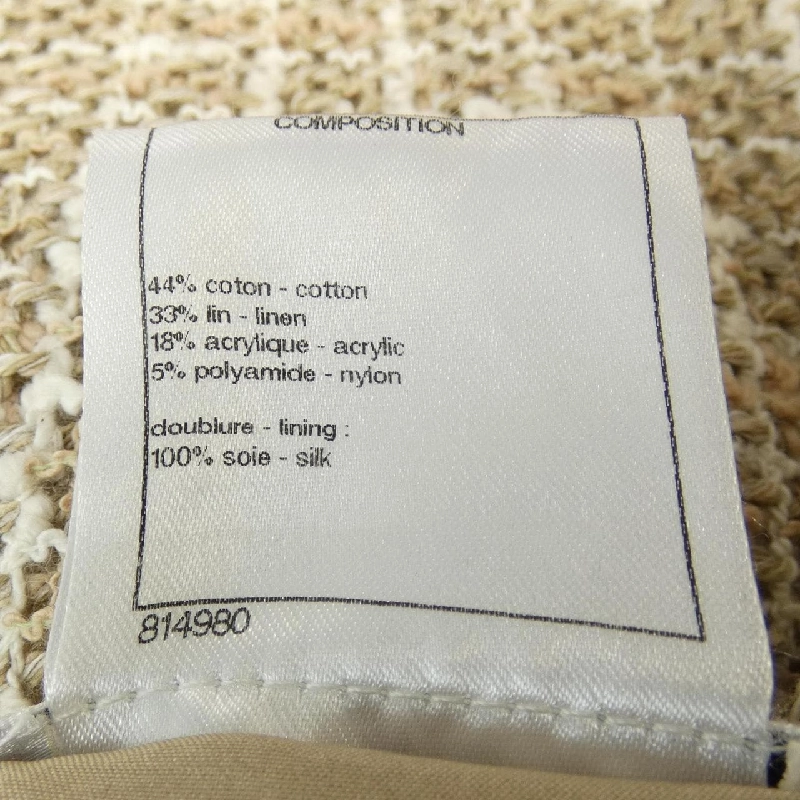 COMPOSITION
44% coton - cotton
33% lin - linen
18% acrylique - acrylic
5% polyamide - nylon
doublure - lining :
100% soie - silk
814980